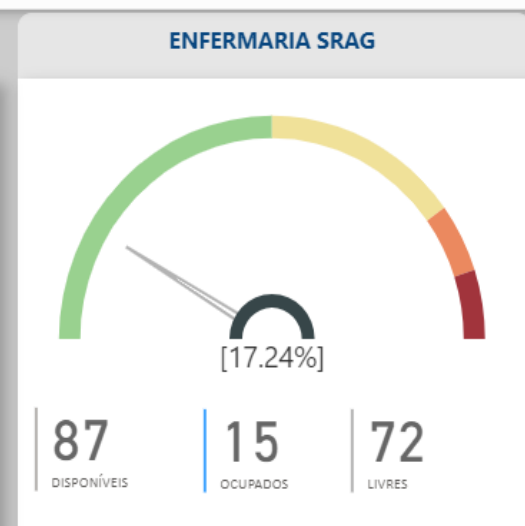 ENFERMARIA SRAG
[17.24%]
87
DISPONÍVEIS
15
OCUPADOS
72
LIVRES